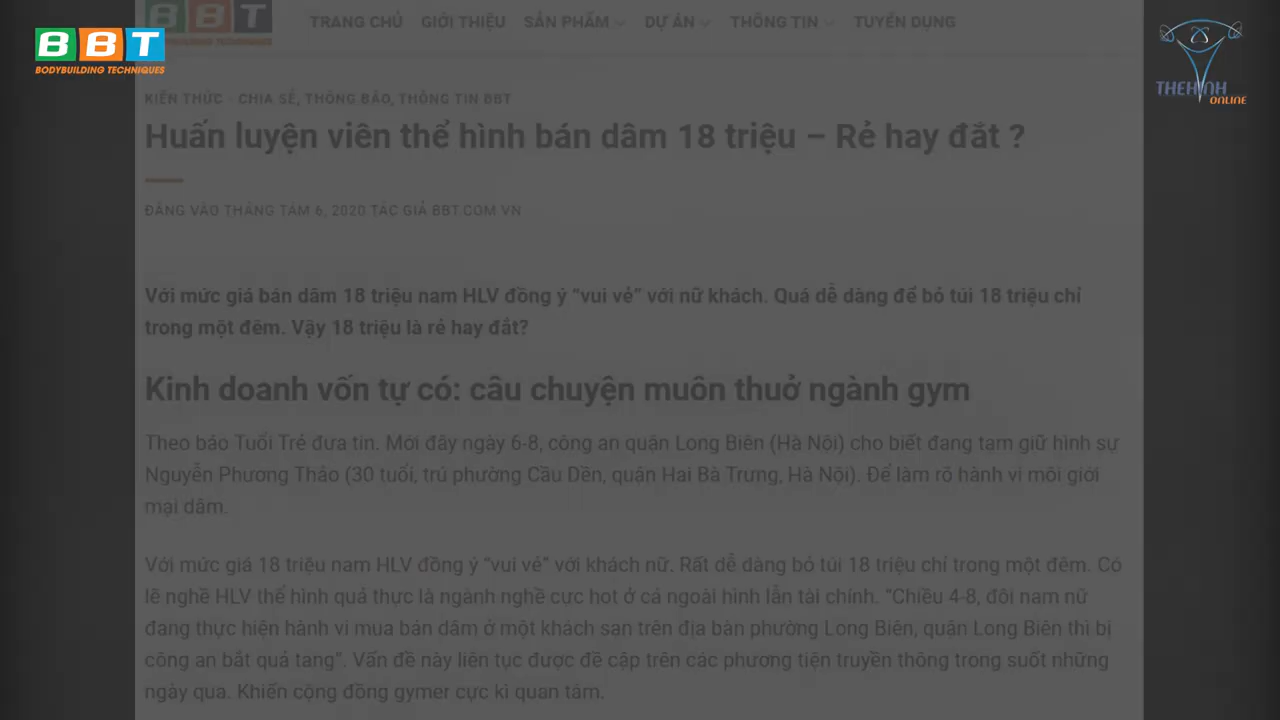 BBT
BODYBUILDING TECHNIQUES
BBT
BODYBUILDING TECHNIQUES
TRANG CHỦ GIỚI THIỆU SẢN PHẨM DỰ ÁN THÔNG TIN TUYỂN DỤNG
THEHINH
ONLINE
KIẾN THỨC - CHIA SẺ, THÔNG BÁO, THÔNG TIN BBT
Huấn luyện viên thể hình bán dâm 18 triệu – Rẻ hay đắt ?
ĐĂNG VÀO THÁNG TÁM 6, 2020 TÁC GIẢ BBT.COM.VN
Với mức giá bán dâm 18 triệu nam HLV đồng ý “vui vẻ” với nữ khách. Quá dễ dàng để bỏ túi 18 triệu chỉ
trong một đêm. Vậy 18 triệu là rẻ hay đắt?
Kinh doanh vốn tự có: câu chuyện muôn thuở ngành gym
Theo báo Tuổi Trẻ đưa tin. Mới đây ngày 6-8, công an quận Long Biên (Hà Nội) cho biết đang tạm giữ hình sự
Nguyễn Phương Thảo (30 tuổi, trú phường Cầu Dền, quận Hai Bà Trưng, Hà Nội). Để làm rõ hành vi môi giới
mại dâm.
Với mức giá 18 triệu nam HLV đồng ý “vui vẻ” với khách nữ. Rất dễ dàng bỏ túi 18 triệu chỉ trong một đêm. Có
lẽ nghề HLV thể hình quả thực là ngành nghề cực hot ở cả ngoài hình lẫn tài chính. “Chiều 4-8, đôi nam nữ
đang thực hiện hành vi mua bán dâm ở một khách sạn trên địa bàn phường Long Biên, quận Long Biên thì bị
công an bắt quả tang”. Vấn đề này liên tục được đề cập trên các phương tiện truyền thông trong suốt những
ngày qua. Khiến cộng đồng gymer cực kì quan tâm.